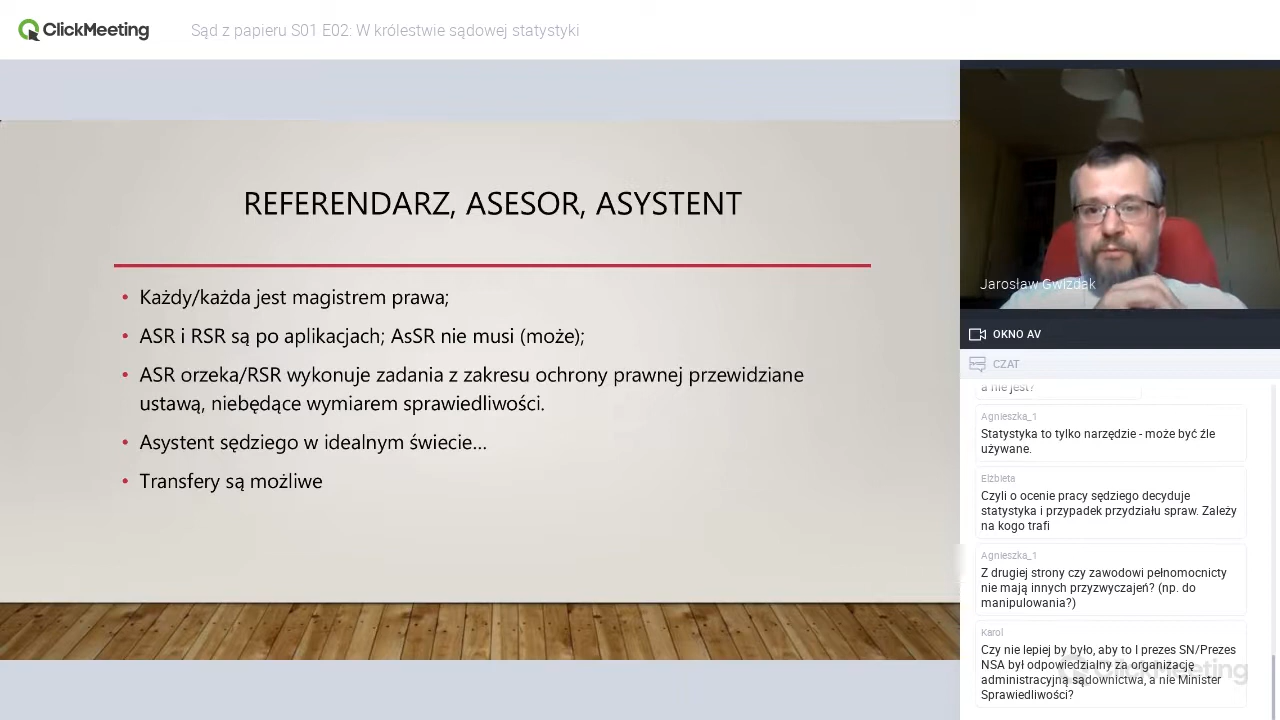 ClickMeeting
Sąd z papieru S01 E02: W królestwie sądowej statystyki
REFERENDARZ, ASESOR, ASYSTENT
• Każdy/każda jest magistrem prawa;
• ASR i RSR są po aplikacjach; AsSR nie musi (może);
• ASR orzeka/RSR wykonuje zadania z zakresu ochrony prawnej przewidziane
ustawą, niebędące wymiarem sprawiedliwości.
• Asystent sędziego w idealnym świecie...
• Transfery są możliwe
Jarosław Gwizdak
OKNO AV
CZAT
a nie jest?
Agnieszka_1
Statystyka to tylko narzędzie - może być źle
używane.
Elżbieta
Czyli o ocenie pracy sędziego decyduje
statystyka i przypadek przydziału spraw. Zależy
na kogo trafi
Agnieszka_1
Z drugiej strony czy zawodowi pełnomocnicty
nie mają innych przyzwyczajeń? (np. do
manipulowania?)
Karol
Czy nie lepiej by było, aby to I prezes SN/Prezes
NSA był odpowiedzialny za organizację
administracyjną sądownictwa, a nie Minister
Sprawiedliwości?
ClickMeeting